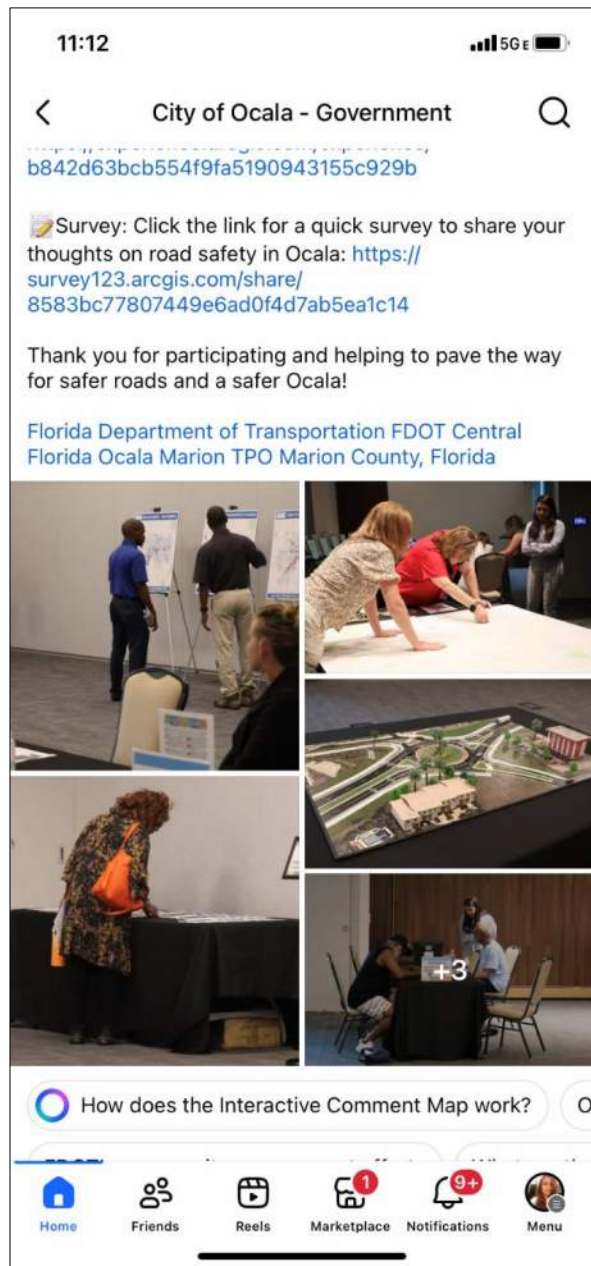 11:12
5G E
City of Ocala - Government
b842d63bcb554f9fa5190943155c929b
Survey: Click the link for a quick survey to share your
thoughts on road safety in Ocala: https://
survey123.arcgis.com/share/
8583bc77807449e6ad0f4d7ab5ea1c14
Thank you for participating and helping to pave the way
for safer roads and a safer Ocala!
Florida Department of Transportation FDOT Central
Florida Ocala Marion TPO Marion County, Florida
+3
How does the Interactive Comment Map work?
1
9+
Home
Friends
Reels
Marketplace
Notifications
Menu